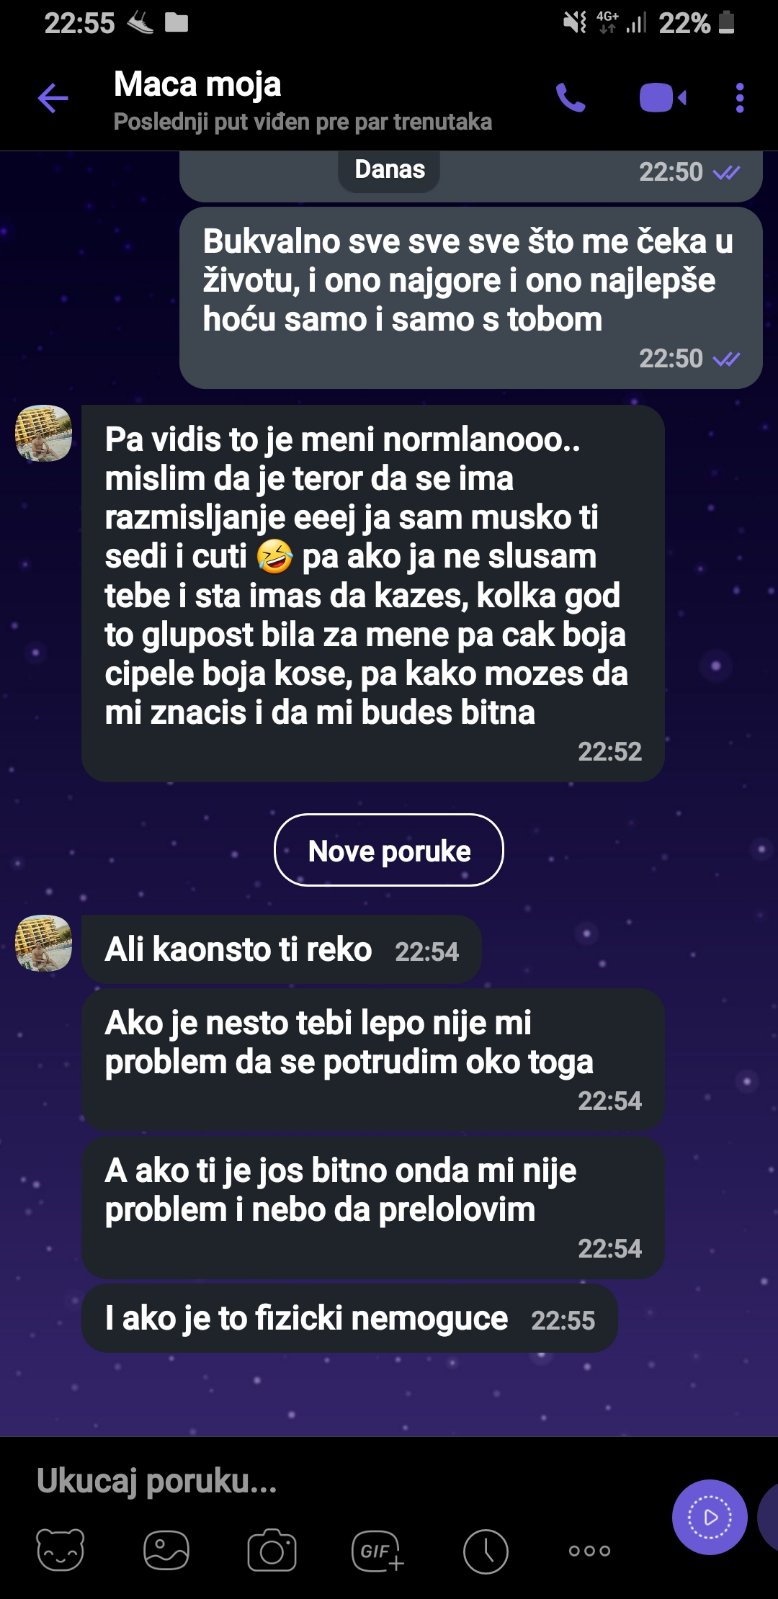 22:55
4G+
22%
Maca moja
Poslednji put viđen pre par trenutaka
Danas
22:50
Bukvalno sve sve sve što me čeka u
životu, i ono najgore i ono najlepše
hoću samo i samo s tobom
22:50
Pa vidis to je meni normlanooo..
mislim da je teror da se ima
razmisljanje eeej ja sam musko ti
sedi i cuti 🤣 pa ako ja ne slusam
tebe i sta imas da kazes, kolka god
to glupost bila za mene pa cak boja
cipele boja kose, pa kako mozes da
mi znacis i da mi budes bitna
22:52
Nove poruke
Ali kaonsto ti reko 22:54
Ako je nesto tebi lepo nije mi
problem da se potrudim oko toga
22:54
A ako ti je jos bitno onda mi nije
problem i nebo da prelolovim
22:54
I ako je to fizicki nemoguce 22:55
Ukucaj poruku...
GIF